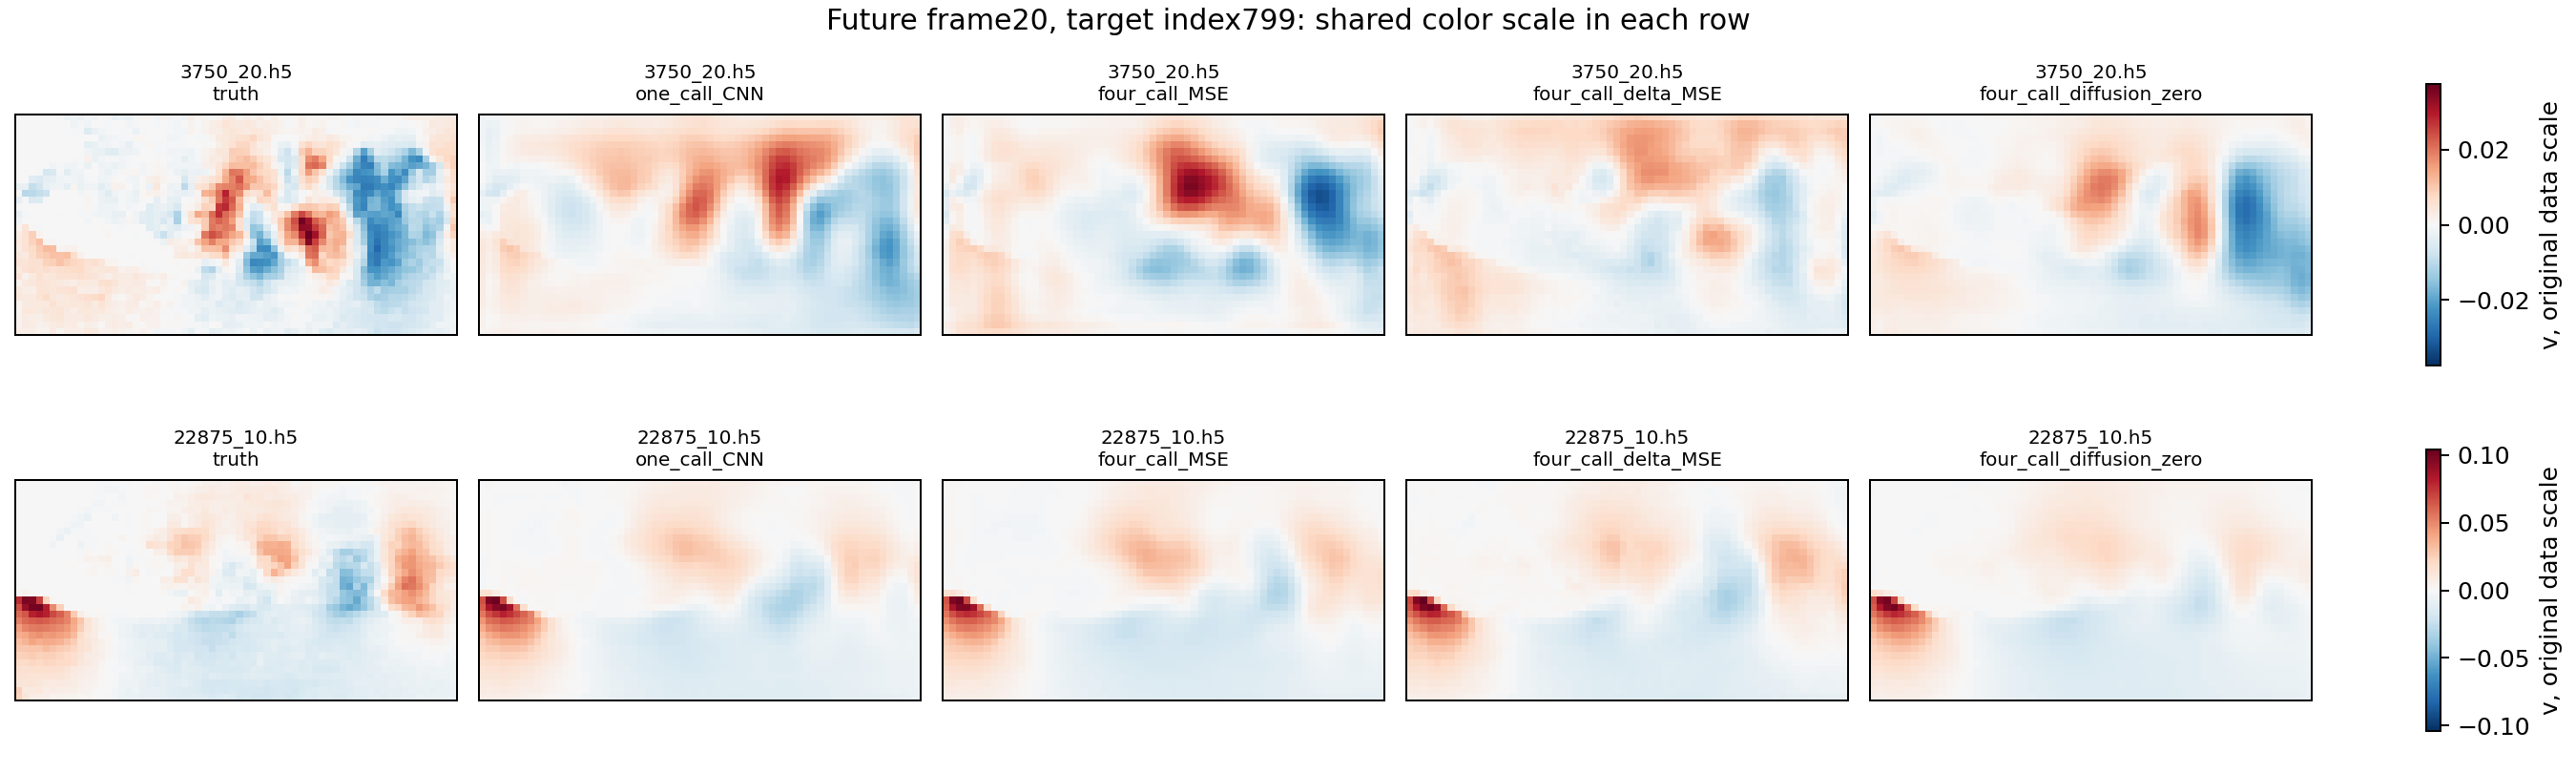 Future frame20, target index799: shared color scale in each row
3750_20.h5
truth
3750_20.h5
one_call_CNN
3750_20.h5
four_call_MSE
3750_20.h5
four_call_delta_MSE
3750_20.h5
four_call_diffusion_zero
0.02
0.00
−0.02
v, original data scale
22875_10.h5
truth
22875_10.h5
one_call_CNN
22875_10.h5
four_call_MSE
22875_10.h5
four_call_delta_MSE
22875_10.h5
four_call_diffusion_zero
0.10
0.05
0.00
−0.05
−0.10
v, original data scale